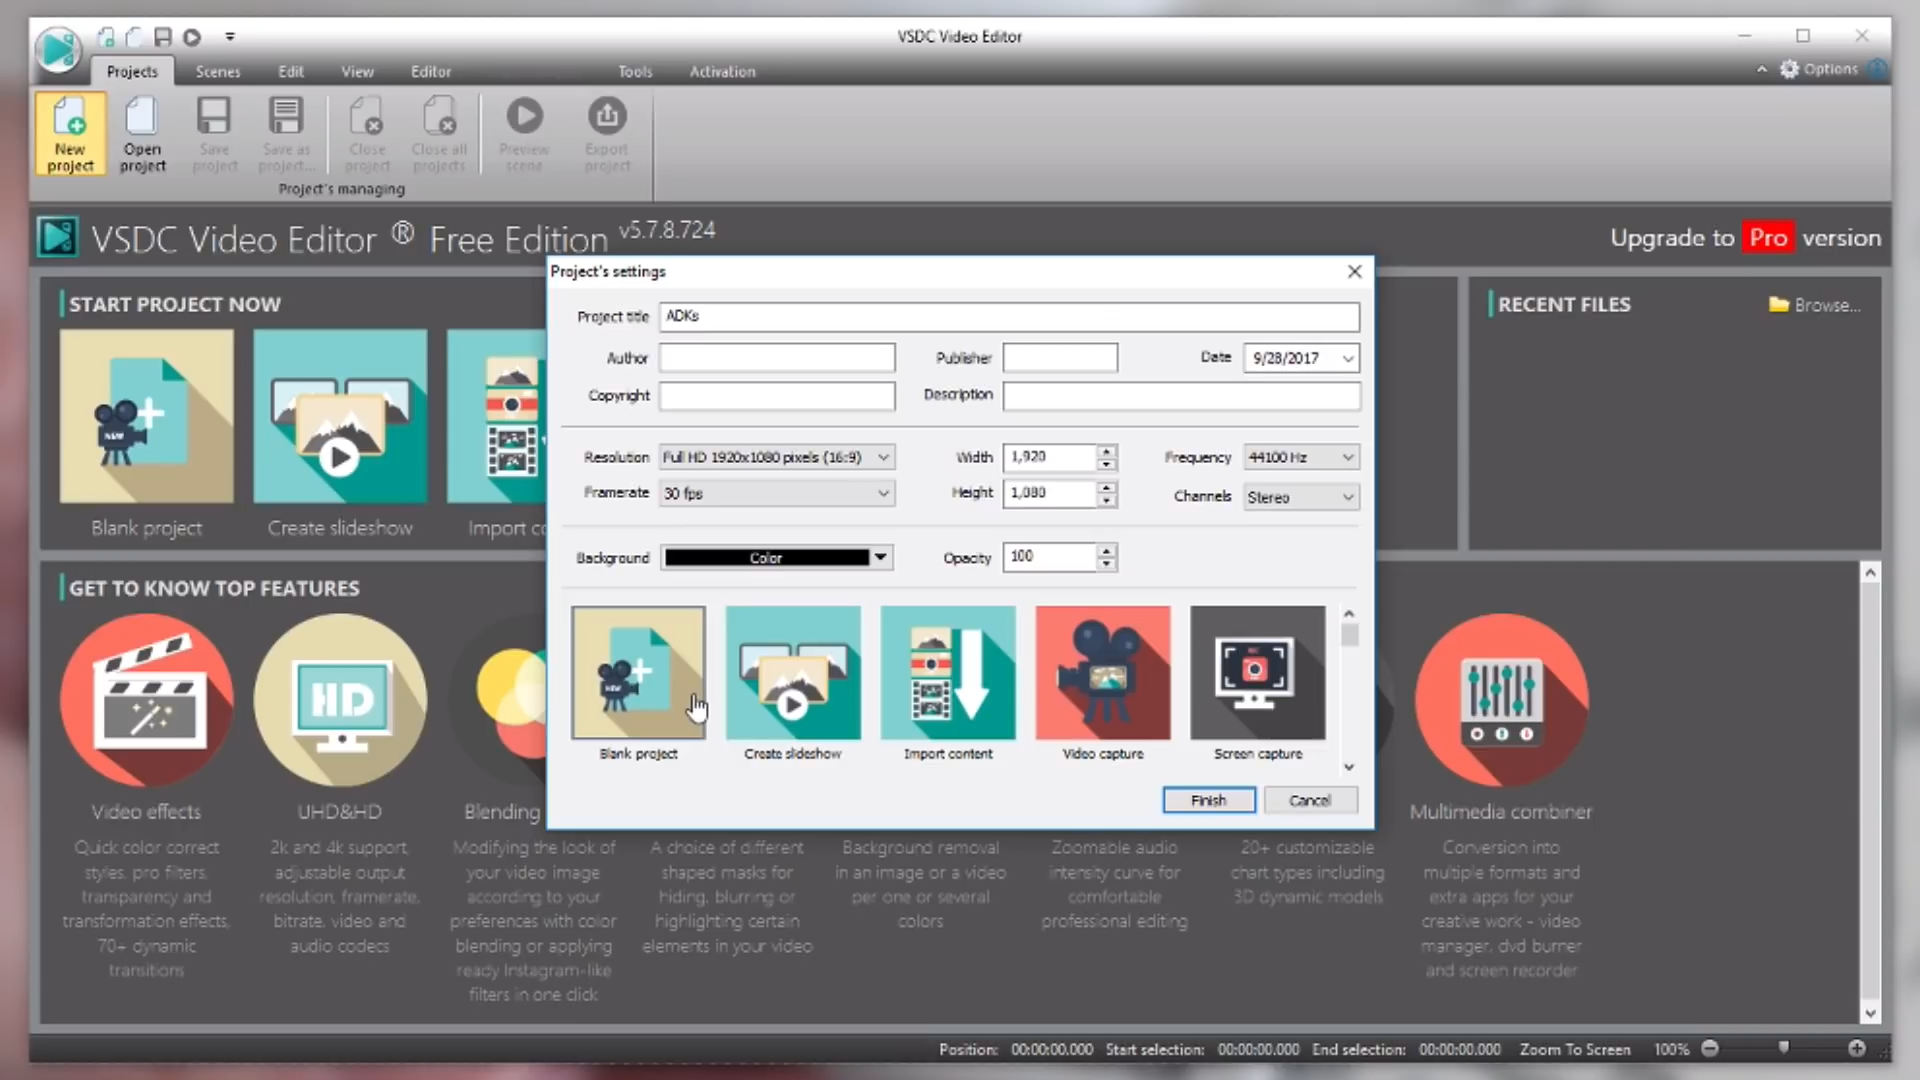 VSDC Video Editor
Projects Scenes Edit View Editor Tools Activation Options
New project
Open project
Save project
Save as project...
Close project
Close all projects
Preview scene
Export project
Project's managing
VSDC Video Editor ® Free Edition v5.7.8.724
Upgrade to Pro version
START PROJECT NOW
Blank project
Create slideshow
Import co
RECENT FILES
Browse...
Project's settings
Project title ADKs
Author Publisher Date 9/28/2017
Copyright Description
Resolution Full HD 1920x1080 pixels (16:9) Width 1,920 Frequency 44100 Hz
Framerate 30 fps Height 1,080 Channels Stereo
Background Color Opacity 100
NEW
Blank project Create slideshow Import content Video capture Screen capture
Finish Cancel
GET TO KNOW TOP FEATURES
HD
Video effects
Quick color correct
styles, pro filters,
transparency and
transformation effects,
70+ dynamic
transitions
UHD&HD
2k and 4k support,
adjustable output
resolution, framerate,
bitrate, video and
audio codecs
Blending
Modifying the look of
your video image
according to your
preferences with color
blending or applying
ready Instagram-like
filters in one click
A choice of different
shaped masks for
hiding, blurring or
highlighting certain
elements in your video
Background removal
in an image or a video
per one or several
colors
Zoomable audio
intensity curve for
comfortable
professional editing
20+ customizable
chart types including
3D dynamic models
Multimedia combiner
Conversion into
multiple formats and
extra apps for your
creative work - video
manager, dvd burner
and screen recorder
Position: 00:00:00.000 Start selection: 00:00:00.000 End selection: 00:00:00.000 Zoom To Screen 100%